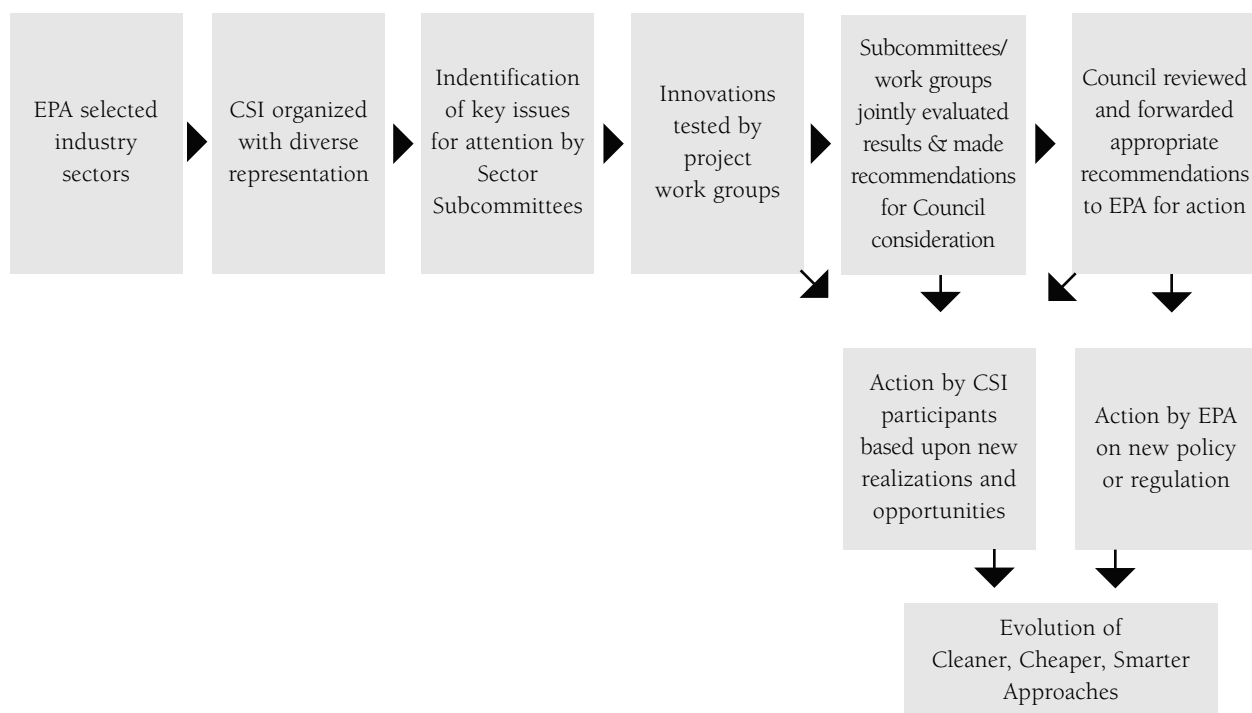 EPA selected
industry
sectors
CSI organized
with diverse
representation
Indentification
of key issues
for attention by
Sector
Subcommittees
Innovations
tested by
project
work groups
Subcommittees/
work groups
jointly evaluated
results & made
recommendations
for Council
consideration
Council reviewed
and forwarded
appropriate
recommendations
to EPA for action
Action by CSI
participants
based upon new
realizations and
opportunities
Action by EPA
on new policy
or regulation
Evolution of
Cleaner, Cheaper, Smarter
Approaches